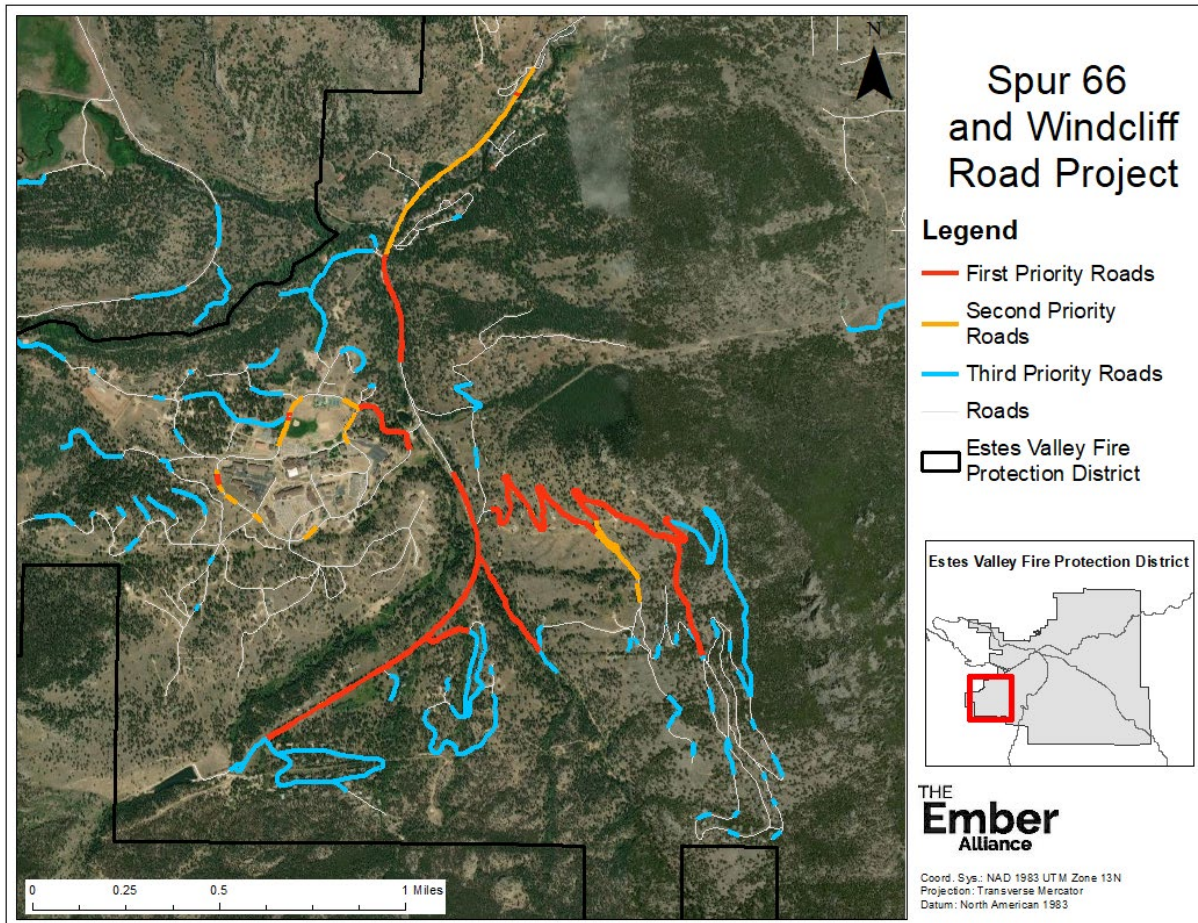 N
Spur 66
and Windcliff
Road Project
Legend
First Priority Roads
Second Priority
Roads
Third Priority Roads
Roads
Estes Valley Fire
Protection District
Estes Valley Fire Protection District
THE
Ember
Alliance
Coord. Sys.: NAD 1983 UTM Zone 13N
Projection: Transverse Mercator
Datum: North American 1983
0 0.25 0.5 1 Miles